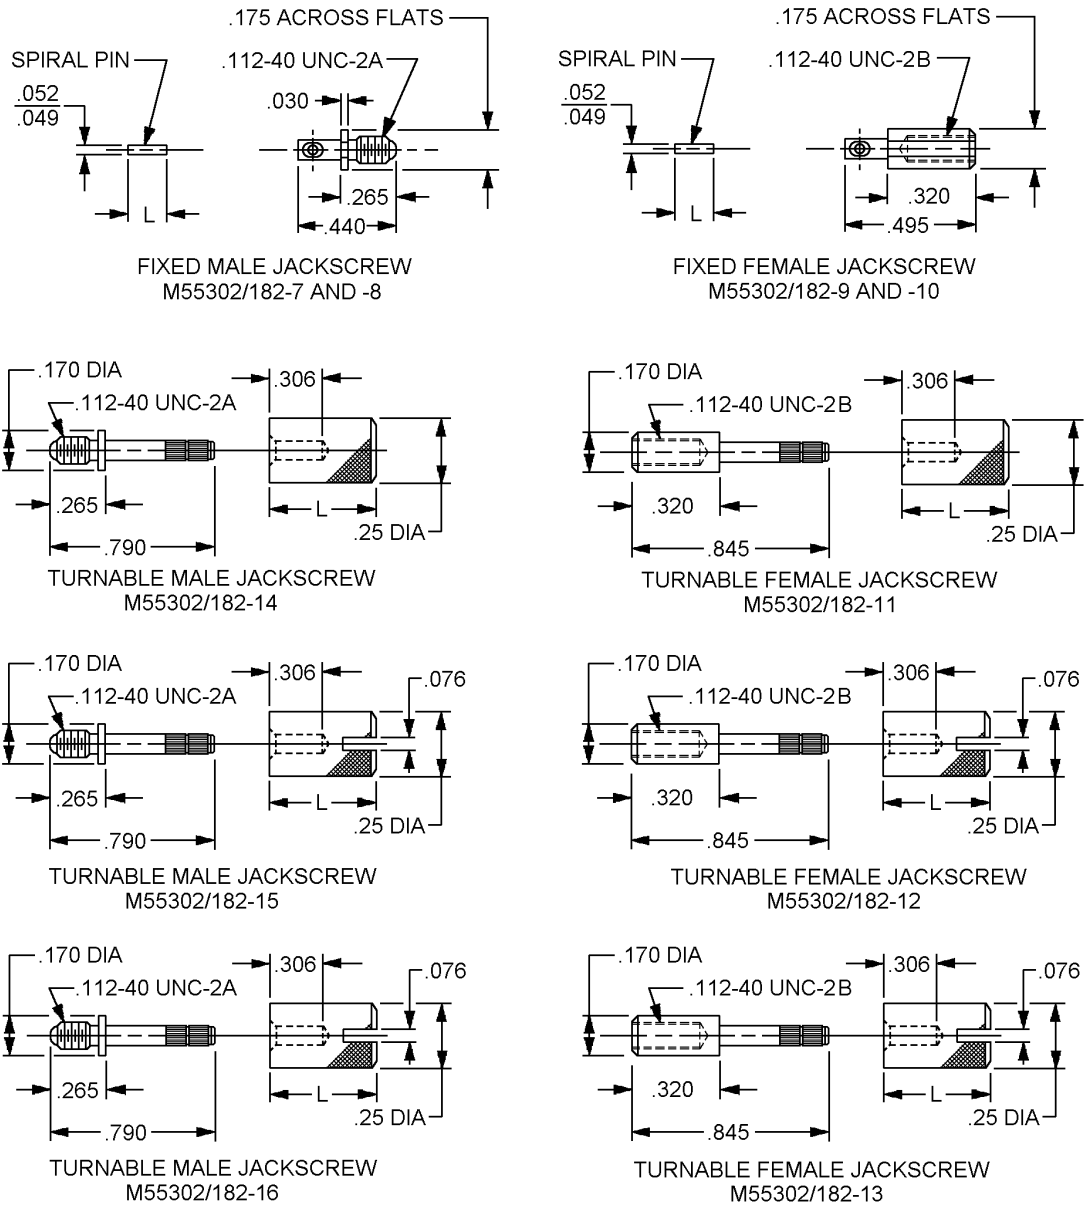 .175 ACROSS FLATS
SPIRAL PIN
.112-40 UNC-2A
.052
.049
.030
L
.265
.440
FIXED MALE JACKSCREW
M55302/182-7 AND -8
.175 ACROSS FLATS
SPIRAL PIN
.112-40 UNC-2B
.052
.049
L
.320
.495
FIXED FEMALE JACKSCREW
M55302/182-9 AND -10
.170 DIA
.306
.112-40 UNC-2A
.265
L
.25 DIA
.790
TURNABLE MALE JACKSCREW
M55302/182-14
.170 DIA
.306
.112-40 UNC-2B
.320
L
.25 DIA
.845
TURNABLE FEMALE JACKSCREW
M55302/182-11
.170 DIA
.306
.076
.112-40 UNC-2A
.265
L
.25 DIA
.790
TURNABLE MALE JACKSCREW
M55302/182-15
.170 DIA
.306
.076
.112-40 UNC-2B
.320
L
.25 DIA
.845
TURNABLE FEMALE JACKSCREW
M55302/182-12
.170 DIA
.306
.076
.112-40 UNC-2A
.265
L
.25 DIA
.790
TURNABLE MALE JACKSCREW
M55302/182-16
.170 DIA
.306
.076
.112-40 UNC-2B
.320
L
.25 DIA
.845
TURNABLE FEMALE JACKSCREW
M55302/182-13